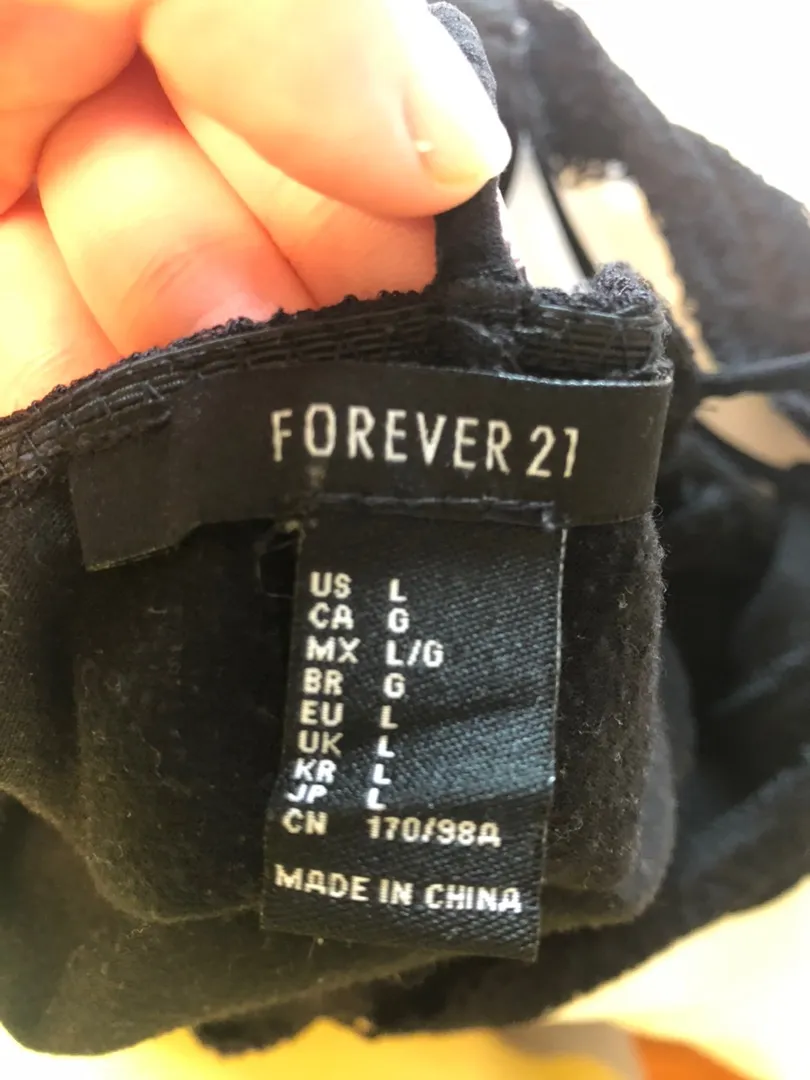 FOREVER 21
US L
CA G
MX L/G
BR G
EU L
UK L
KR L
JP L
CN 170/98A
MADE IN CHINA